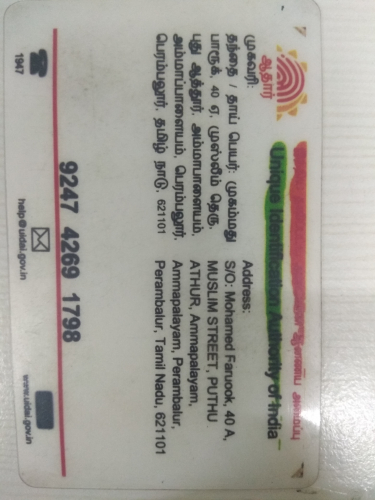 ஆதார்
Unique Identification Authority of India
முகவரி:
தந்தை / தாய் பெயர்: முகம்மது
பாரூக், 40 ஏ, முஸ்லீம் தெரு,
புது ஆத்தூர், அம்மாபாளையம்,
அம்மாப்பாளையம், பெரம்பலூர்,
பெரம்பலூர், தமிழ் நாடு, 621101
Address:
S/O: Mohamed Faruook, 40 A,
MUSLIM STREET, PUTHU
ATHUR, Ammapalayam,
Ammapalayam, Perambalur,
Perambalur, Tamil Nadu, 621101
9247 4269 1798
1947
help@uidai.gov.in
www.uidai.gov.in